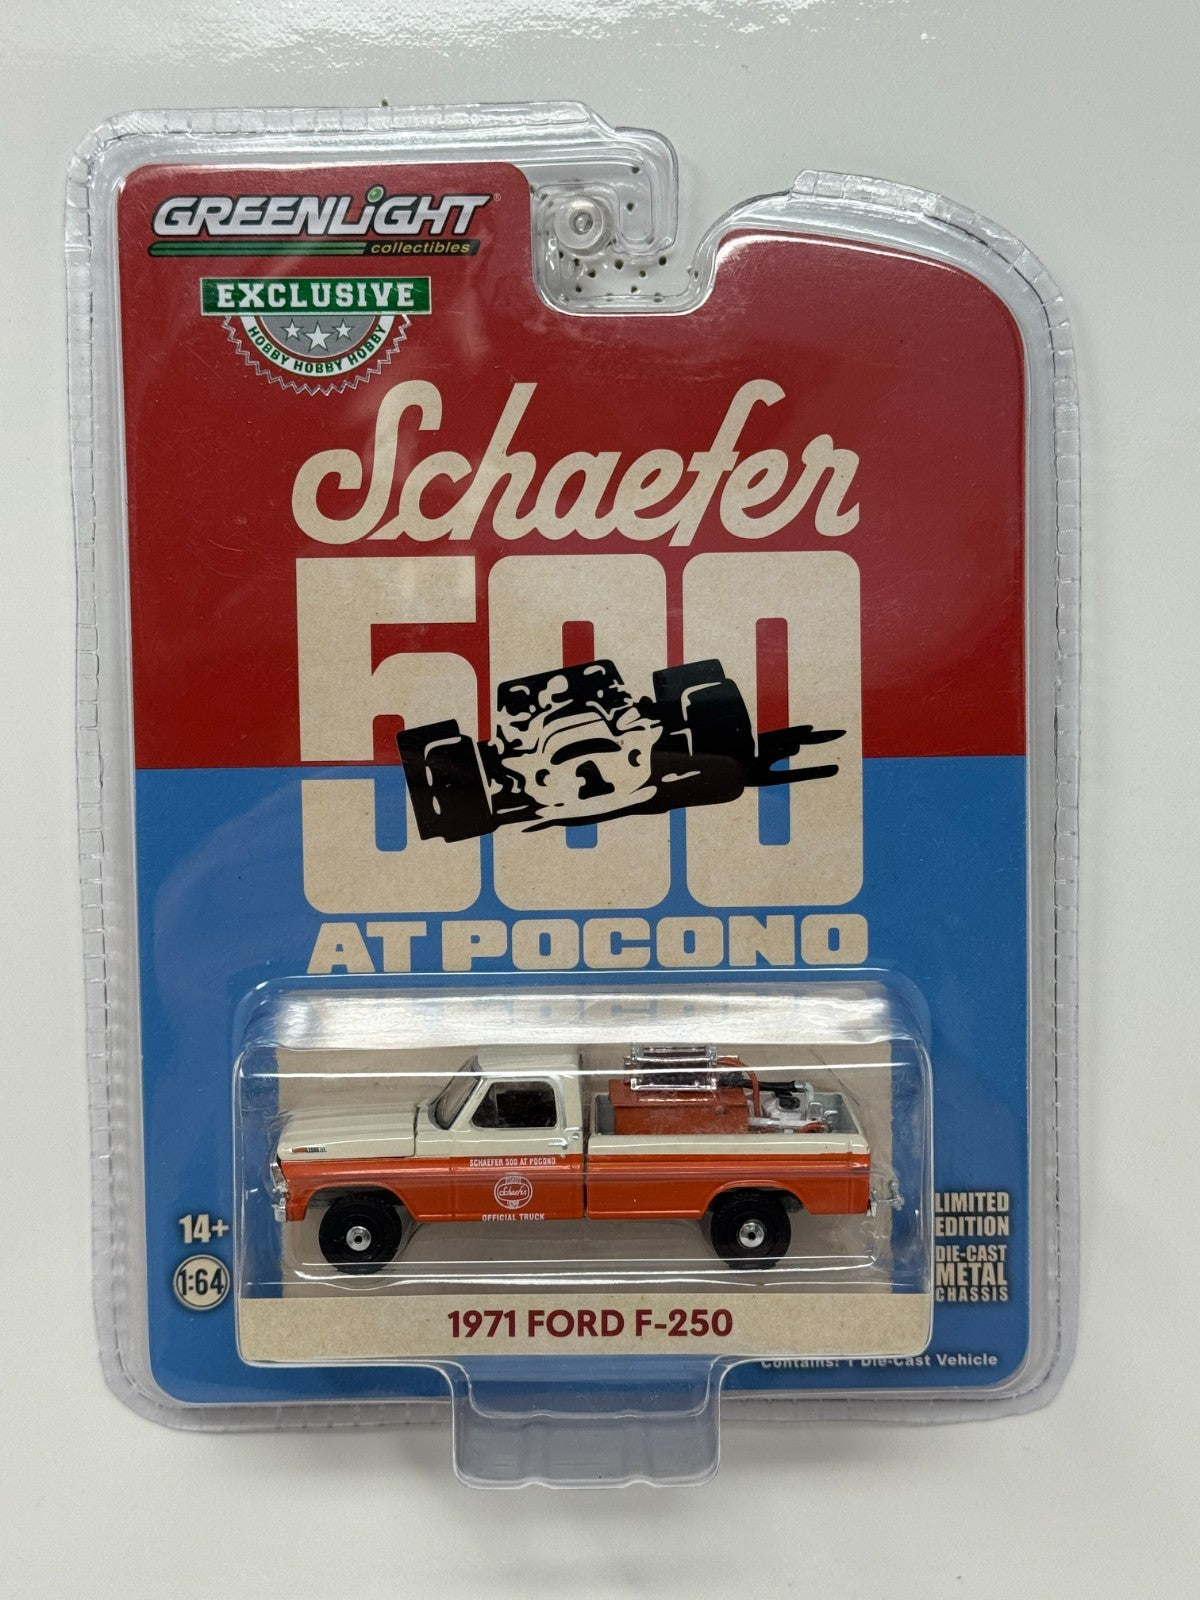 GREENLiGHT®
collectibles
EXCLUSIVE
HOBBY HOBBY HOBBY
Schaefer
500
1
AT POCONO
SCHAEFER 500 AT POCONO
Schaefer
OFFICIAL TRUCK
14+
1:64
LIMITED
EDITION
DIE-CAST
METAL
CHASSIS
1971 FORD F-250
Contains: 1 Die-Cast Vehicle